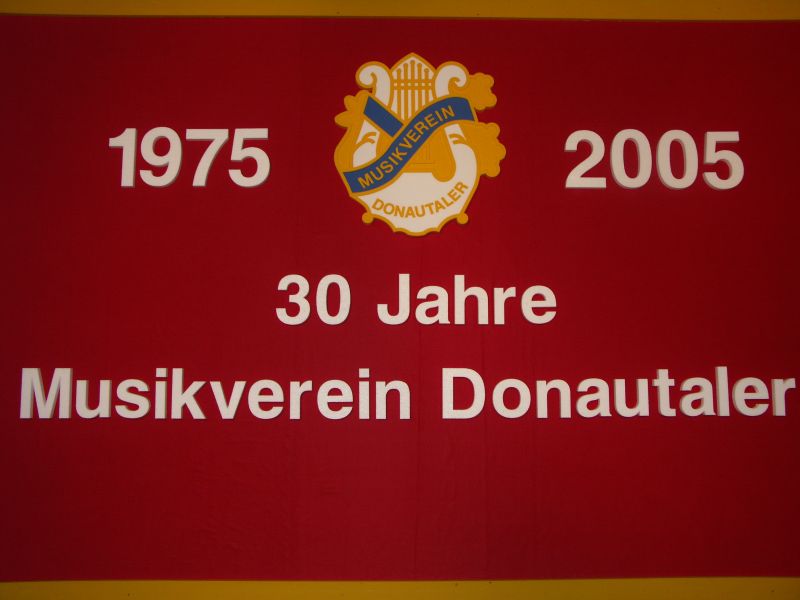 1975
MUSIKVEREIN
DONAUTALER
2005
30 Jahre
Musikverein Donautaler